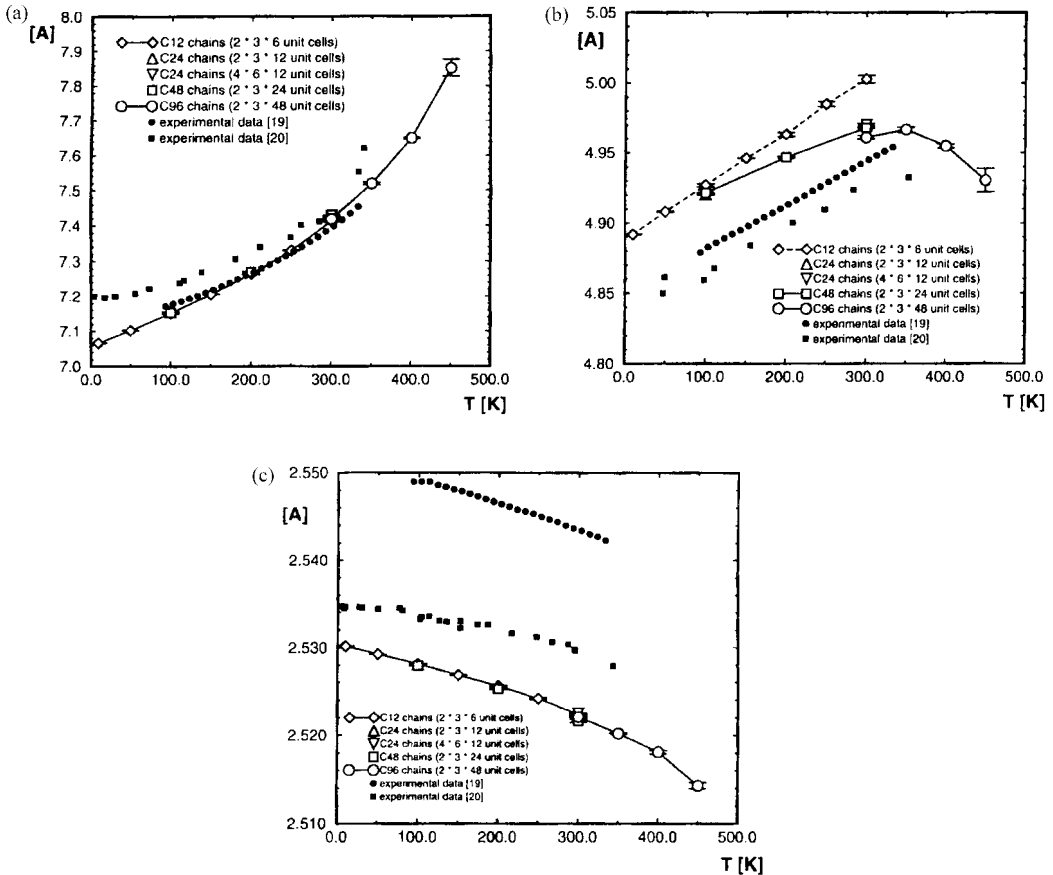 (a)
[A]
8.0
7.9
7.8
7.7
7.6
7.5
7.4
7.3
7.2
7.1
7.0
C12 chains (2 * 3 * 6 unit cells)
C24 chains (2 * 3 * 12 unit cells)
C24 chains (4 * 6 * 12 unit cells)
C48 chains (2 * 3 * 24 unit cells)
C96 chains (2 * 3 * 48 unit cells)
experimental data [19]
experimental data [20]
0.0 100.0 200.0 300.0 400.0 500.0
T [K]
(b)
[A]
5.05
5.00
4.95
4.90
4.85
4.80
C12 chains (2 * 3 * 6 unit cells)
C24 chains (2 * 3 * 12 unit cells)
C24 chains (4 * 6 * 12 unit cells)
C48 chains (2 * 3 * 24 unit cells)
C96 chains (2 * 3 * 48 unit cells)
experimental data [19]
experimental data [20]
0.0 100.0 200.0 300.0 400.0 500.0
T [K]
(c)
[A]
2.550
2.540
2.530
2.520
2.510
C12 chains (2 * 3 * 6 unit cells)
C24 chains (2 * 3 * 12 unit cells)
C24 chains (4 * 6 * 12 unit cells)
C48 chains (2 * 3 * 24 unit cells)
C96 chains (2 * 3 * 48 unit cells)
experimental data [19]
experimental data [20]
0.0 100.0 200.0 300.0 400.0 500.0
T [K]